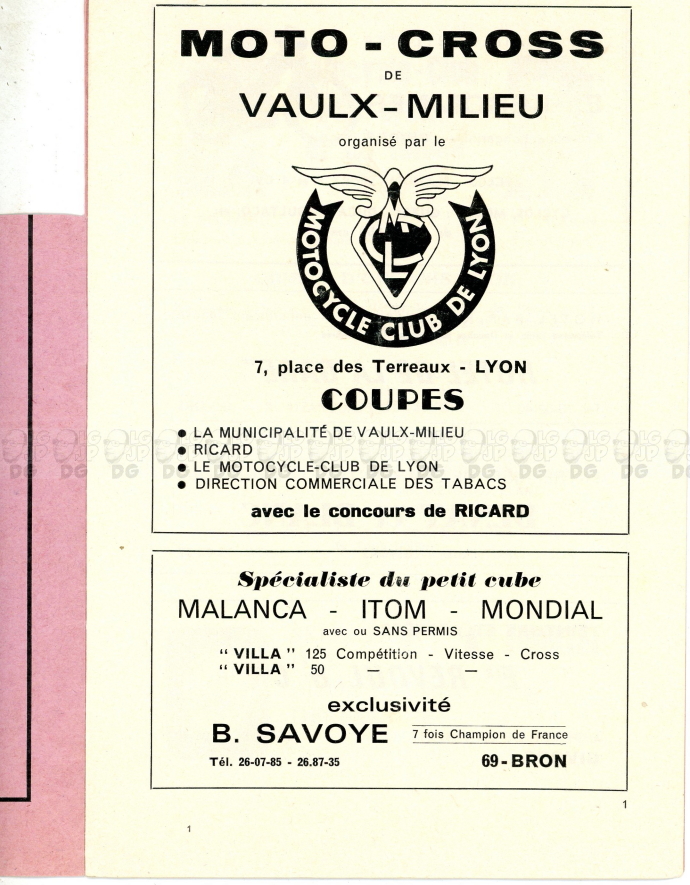 MOTO - CROSS
DE
VAULX - MILIEU
organisé par le
MCL
MOTOCYCLE CLUB DE LYON
7, place des Terreaux - LYON
COUPES
● LA MUNICIPALITÉ DE VAULX-MILIEU
● RICARD
● LE MOTOCYCLE-CLUB DE LYON
● DIRECTION COMMERCIALE DES TABACS
avec le concours de RICARD
Spécialiste du petit cube
MALANCA - ITOM - MONDIAL
avec ou SANS PERMIS
“ VILLA ” 125 Compétition - Vitesse - Cross
“ VILLA ” 50 — —
exclusivité
B. SAVOYE 7 fois Champion de France
Tél. 26-07-85 - 26.87-35 69-BRON
1
1